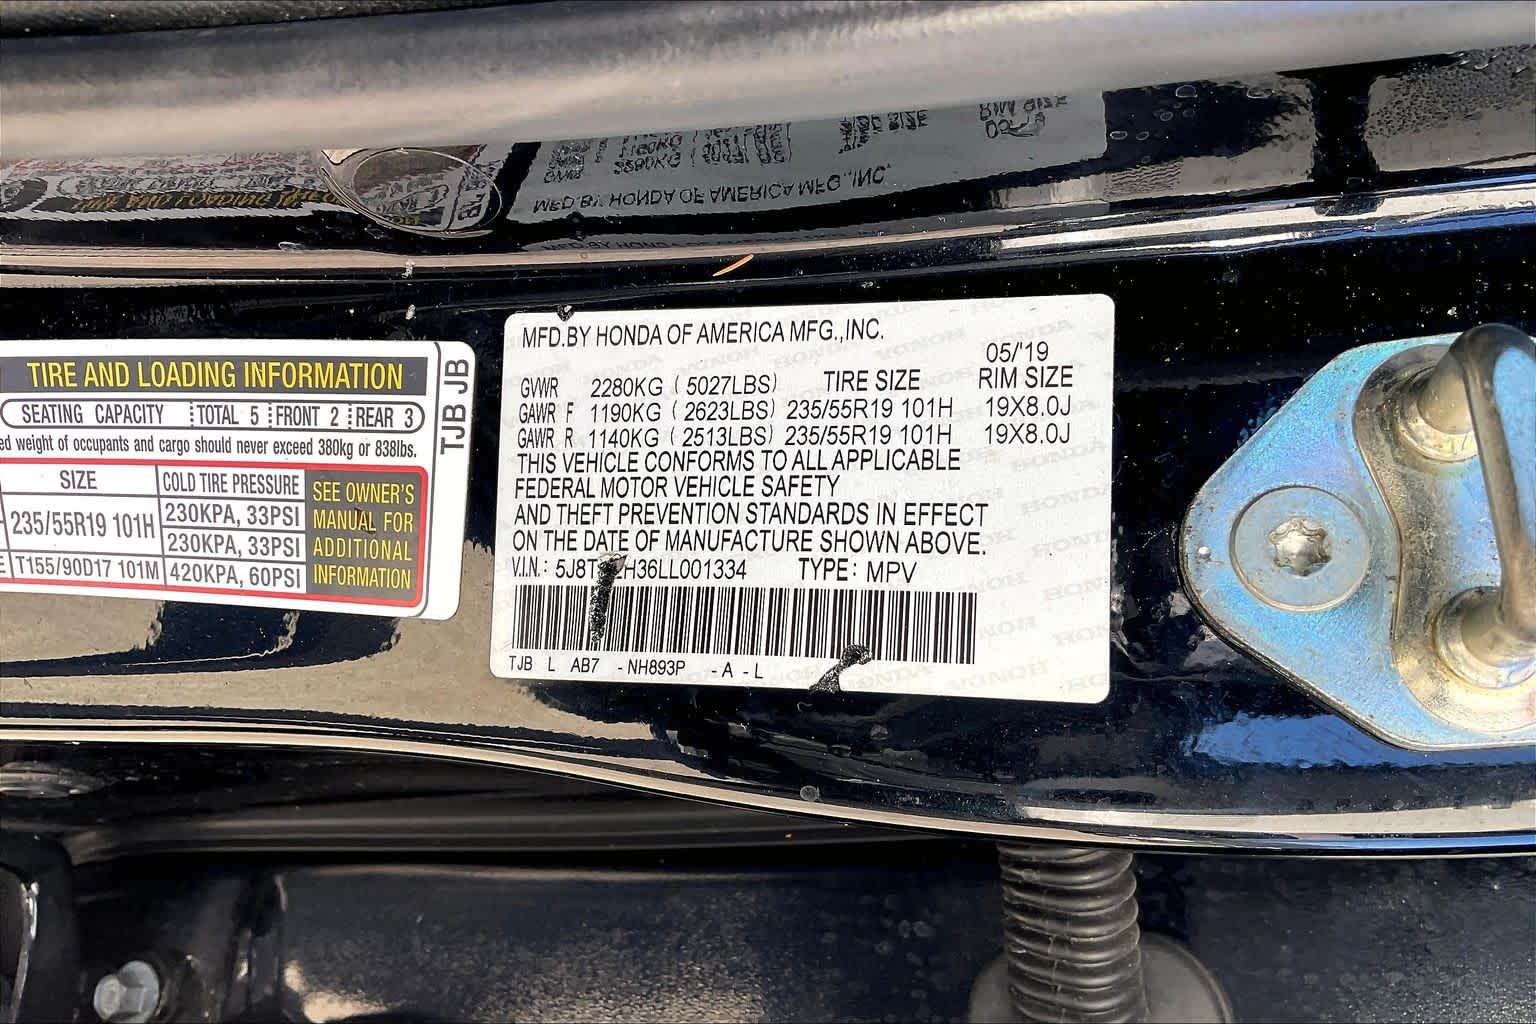 TIRE AND LOADING INFORMATION
SEATING CAPACITY TOTAL 5 FRONT 2 REAR 3
weight of occupants and cargo should never exceed 380kg or 838lbs.
SIZE COLD TIRE PRESSURE
235/55R19 101H 230KPA, 33PSI
230KPA, 33PSI
T155/90D17 101M 420KPA, 60PSI
SEE OWNER'S
MANUAL FOR
ADDITIONAL
INFORMATION
TJB JB
MFD.BY HONDA OF AMERICA MFG.,INC.
05/'19
GVWR 2280KG (5027LBS) TIRE SIZE RIM SIZE
GAWR F 1190KG (2623LBS) 235/55R19 101H 19X8.0J
GAWR R 1140KG (2513LBS) 235/55R19 101H 19X8.0J
THIS VEHICLE CONFORMS TO ALL APPLICABLE
FEDERAL MOTOR VEHICLE SAFETY
AND THEFT PREVENTION STANDARDS IN EFFECT
ON THE DATE OF MANUFACTURE SHOWN ABOVE.
V.I.N.: TYPE: MPV
TJB L AB7 -NH893P -A -L